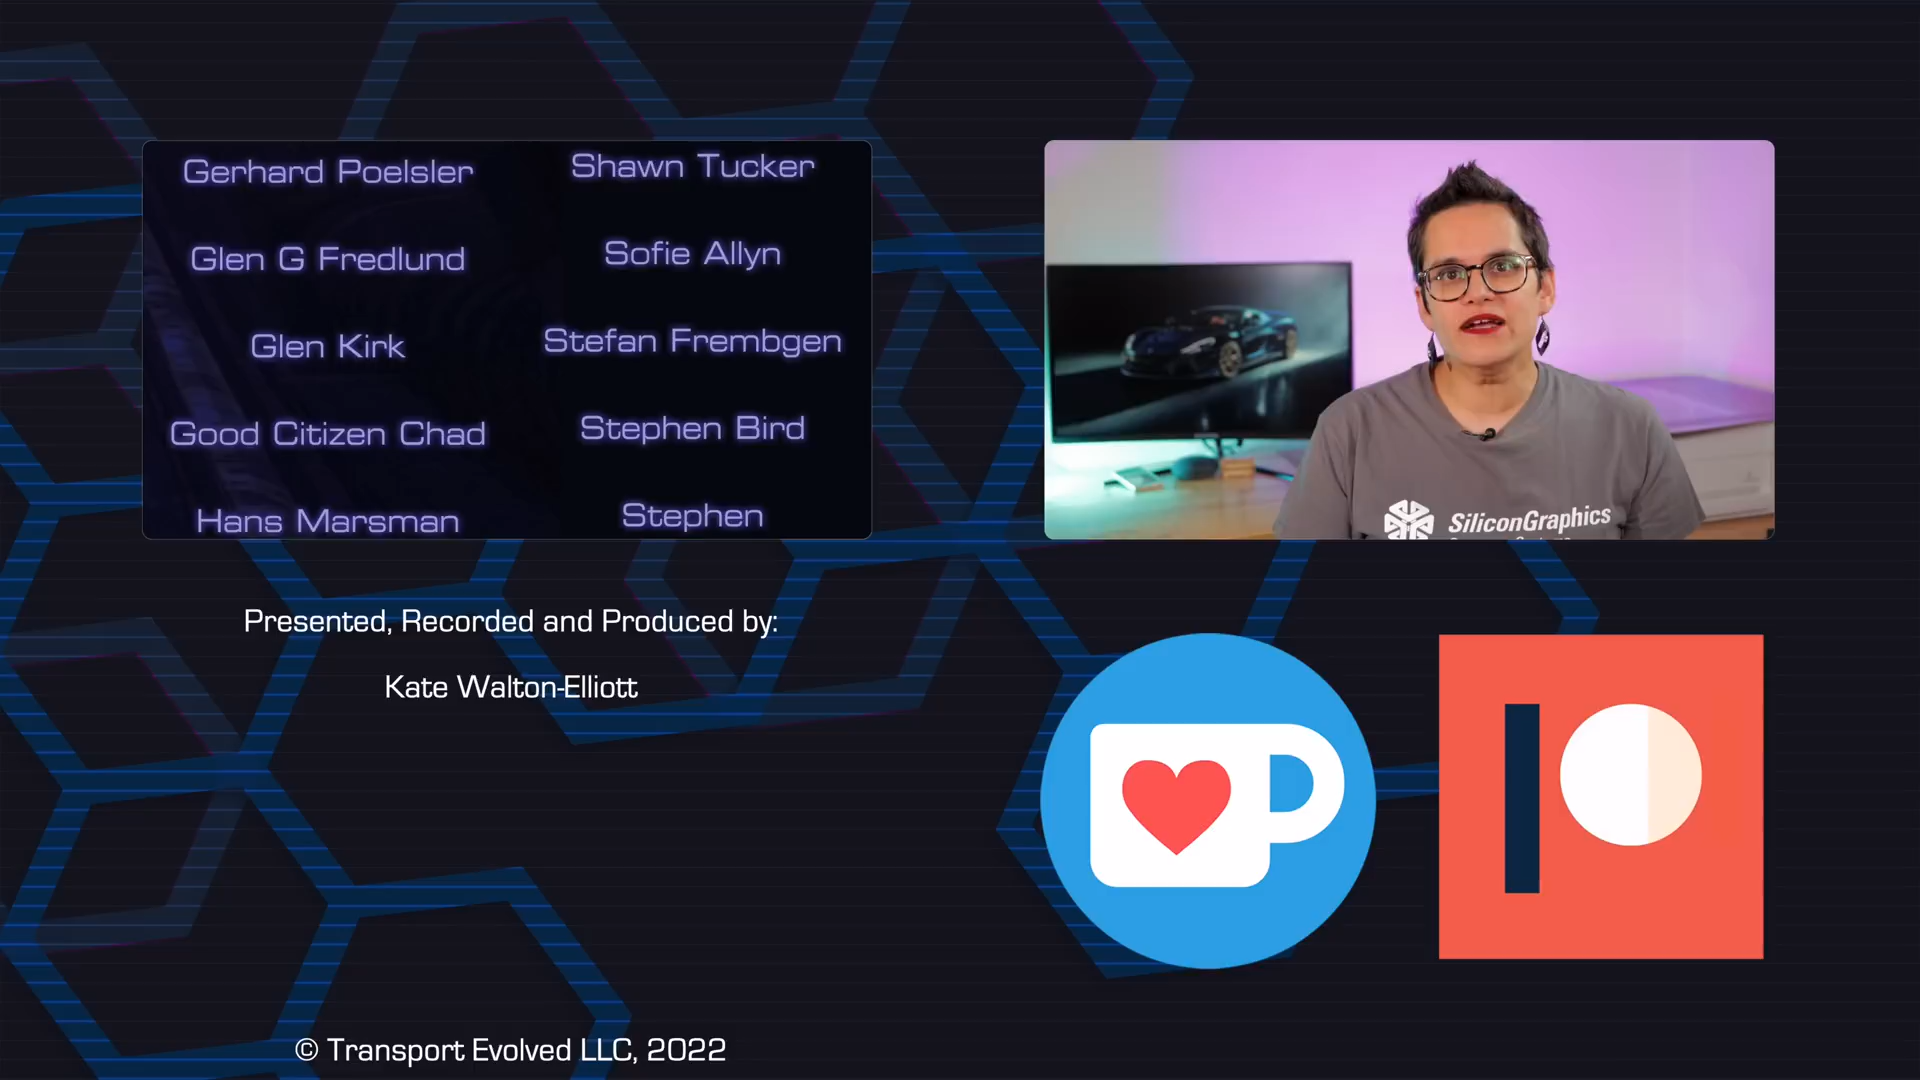 Gerhard Poelsler
Glen G Fredlund
Glen Kirk
Good Citizen Chad
Hans Marsman
Shawn Tucker
Sofie Allyn
Stefan Frembgen
Stephen Bird
Stephen
SiliconGraphics
Presented, Recorded and Produced by:
Kate Walton-Elliott
© Transport Evolved LLC, 2022